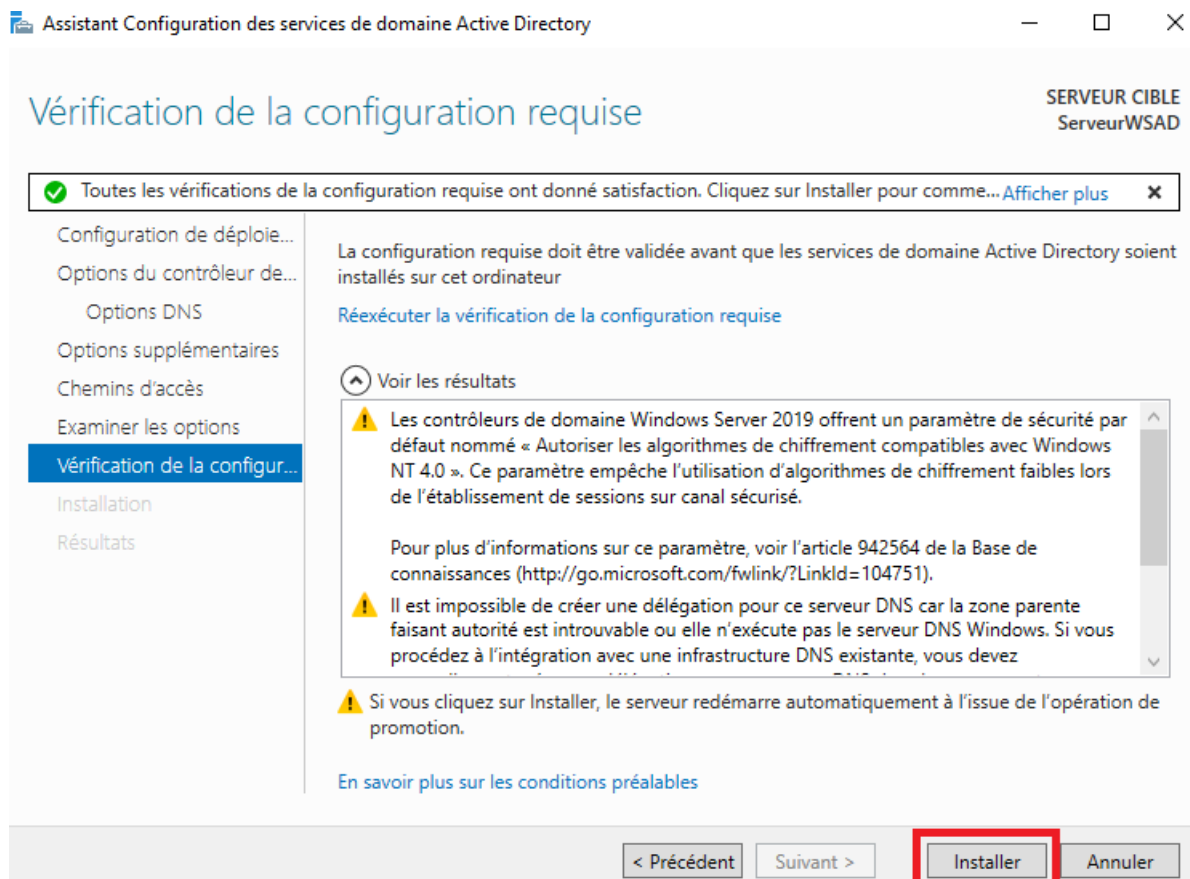 Assistant Configuration des services de domaine Active Directory
Vérification de la configuration requise
SERVEUR CIBLE
ServeurWSAD
Toutes les vérifications de la configuration requise ont donné satisfaction. Cliquez sur Installer pour comme... Afficher plus
Configuration de déploie...
Options du contrôleur de...
Options DNS
Options supplémentaires
Chemins d'accès
Examiner les options
Vérification de la configur...
Installation
Résultats
La configuration requise doit être validée avant que les services de domaine Active Directory soient
installés sur cet ordinateur
Réexécuter la vérification de la configuration requise
Voir les résultats
Les contrôleurs de domaine Windows Server 2019 offrent un paramètre de sécurité par
défaut nommé « Autoriser les algorithmes de chiffrement compatibles avec Windows
NT 4.0 ». Ce paramètre empêche l'utilisation d'algorithmes de chiffrement faibles lors
de l'établissement de sessions sur canal sécurisé.
Pour plus d'informations sur ce paramètre, voir l'article 942564 de la Base de
connaissances (http://go.microsoft.com/fwlink/?LinkId=104751).
Il est impossible de créer une délégation pour ce serveur DNS car la zone parente
faisant autorité est introuvable ou elle n'exécute pas le serveur DNS Windows. Si vous
procédez à l'intégration avec une infrastructure DNS existante, vous devez
Si vous cliquez sur Installer, le serveur redémarre automatiquement à l'issue de l'opération de
promotion.
En savoir plus sur les conditions préalables
< Précédent
Suivant >
Installer
Annuler